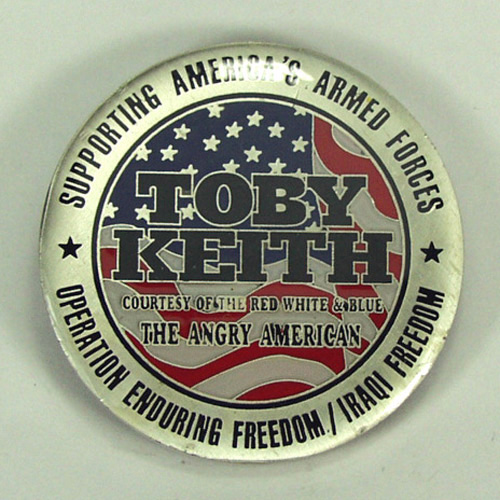 SUPPORTING AMERICA'S ARMED FORCES
TOBY
KEITH
COURTESY OF THE RED WHITE & BLUE
THE ANGRY AMERICAN
OPERATION ENDURING FREEDOM/IRAQI FREEDOM